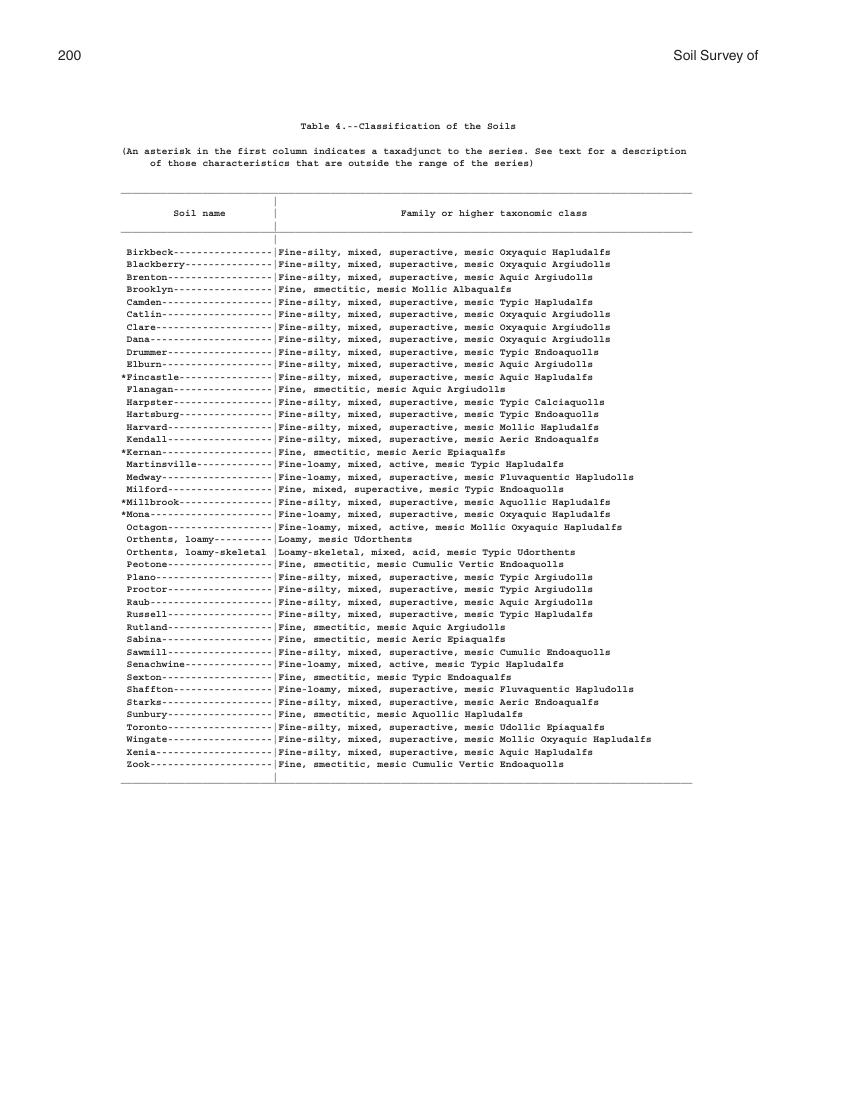 200
Soil Survey of
Table 4.--Classification of the Soils
(An asterisk in the first column indicates a taxadjunct to the series. See text for a description
of those characteristics that are outside the range of the series)
Soil name | Family or higher taxonomic class
Birkbeck-----------------|Fine-silty, mixed, superactive, mesic Oxyaquic Hapludalfs
Blackberry---------------|Fine-silty, mixed, superactive, mesic Oxyaquic Argiudolls
Brenton------------------|Fine-silty, mixed, superactive, mesic Aquic Argiudolls
Brooklyn-----------------|Fine, smectitic, mesic Mollic Albaqualfs
Camden-------------------|Fine-silty, mixed, superactive, mesic Typic Hapludalfs
Catlin-------------------|Fine-silty, mixed, superactive, mesic Oxyaquic Argiudolls
Clare--------------------|Fine-silty, mixed, superactive, mesic Oxyaquic Argiudolls
Dana---------------------|Fine-silty, mixed, superactive, mesic Oxyaquic Argiudolls
Drummer------------------|Fine-silty, mixed, superactive, mesic Typic Endoaquolls
Elburn-------------------|Fine-silty, mixed, superactive, mesic Aquic Argiudolls
*Fincastle----------------|Fine-silty, mixed, superactive, mesic Aquic Hapludalfs
Flanagan-----------------|Fine, smectitic, mesic Aquic Argiudolls
Harpster-----------------|Fine-silty, mixed, superactive, mesic Typic Calciaquolls
Hartsburg----------------|Fine-silty, mixed, superactive, mesic Typic Endoaquolls
Harvard------------------|Fine-silty, mixed, superactive, mesic Mollic Hapludalfs
Kendall------------------|Fine-silty, mixed, superactive, mesic Aeric Endoaqualfs
*Kernan-------------------|Fine, smectitic, mesic Aeric Epiaqualfs
Martinsville-------------|Fine-loamy, mixed, active, mesic Typic Hapludalfs
Medway-------------------|Fine-loamy, mixed, superactive, mesic Fluvaquentic Hapludolls
Milford------------------|Fine, mixed, superactive, mesic Typic Endoaquolls
*Millbrook----------------|Fine-silty, mixed, superactive, mesic Aquollic Hapludalfs
*Mona---------------------|Fine-loamy, mixed, superactive, mesic Oxyaquic Hapludalfs
Octagon------------------|Fine-loamy, mixed, active, mesic Mollic Oxyaquic Hapludalfs
Orthents, loamy----------|Loamy, mesic Udorthents
Orthents, loamy-skeletal |Loamy-skeletal, mixed, acid, mesic Typic Udorthents
Peotone------------------|Fine, smectitic, mesic Cumulic Vertic Endoaquolls
Plano--------------------|Fine-silty, mixed, superactive, mesic Typic Argiudolls
Proctor------------------|Fine-silty, mixed, superactive, mesic Typic Argiudolls
Raub---------------------|Fine-silty, mixed, superactive, mesic Aquic Argiudolls
Russell------------------|Fine-silty, mixed, superactive, mesic Typic Hapludalfs
Rutland------------------|Fine, smectitic, mesic Aquic Argiudolls
Sabina-------------------|Fine, smectitic, mesic Aeric Epiaqualfs
Sawmill------------------|Fine-silty, mixed, superactive, mesic Cumulic Endoaquolls
Senachwine---------------|Fine-loamy, mixed, active, mesic Typic Hapludalfs
Sexton-------------------|Fine, smectitic, mesic Typic Endoaqualfs
Shaffton-----------------|Fine-loamy, mixed, superactive, mesic Fluvaquentic Hapludolls
Starks-------------------|Fine-silty, mixed, superactive, mesic Aeric Endoaqualfs
Sunbury------------------|Fine, smectitic, mesic Aquollic Hapludalfs
Toronto------------------|Fine-silty, mixed, superactive, mesic Udollic Epiaqualfs
Wingate------------------|Fine-silty, mixed, superactive, mesic Mollic Oxyaquic Hapludalfs
Xenia--------------------|Fine-silty, mixed, superactive, mesic Aquic Hapludalfs
Zook---------------------|Fine, smectitic, mesic Cumulic Vertic Endoaquolls